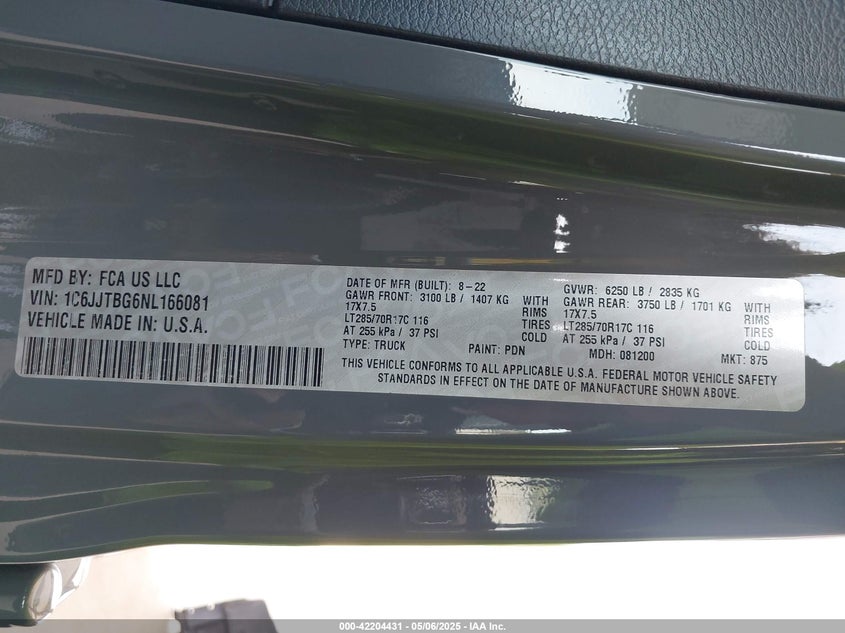 MFD BY: FCA US LLC
VIN: 1C6JJTBG6NL166081
VEHICLE MADE IN: U.S.A.
DATE OF MFR (BUILT): 8-22
GAWR FRONT: 3100 LB / 1407 KG WITH
17X7.5 RIMS
LT285/70R17C 116 TIRES
AT 255 kPa / 37 PSI COLD
TYPE: TRUCK PAINT: PDN
GVWR: 6250 LB / 2835 KG
GAWR REAR: 3750 LB / 1701 KG WITH
17X7.5 RIMS
LT285/70R17C 116 TIRES
AT 255 kPa / 37 PSI COLD
MDH: 081200 MKT: 875
THIS VEHICLE CONFORMS TO ALL APPLICABLE U.S.A. FEDERAL MOTOR VEHICLE SAFETY
STANDARDS IN EFFECT ON THE DATE OF MANUFACTURE SHOWN ABOVE.
000-42204431 - 05/06/2025 - IAA Inc.